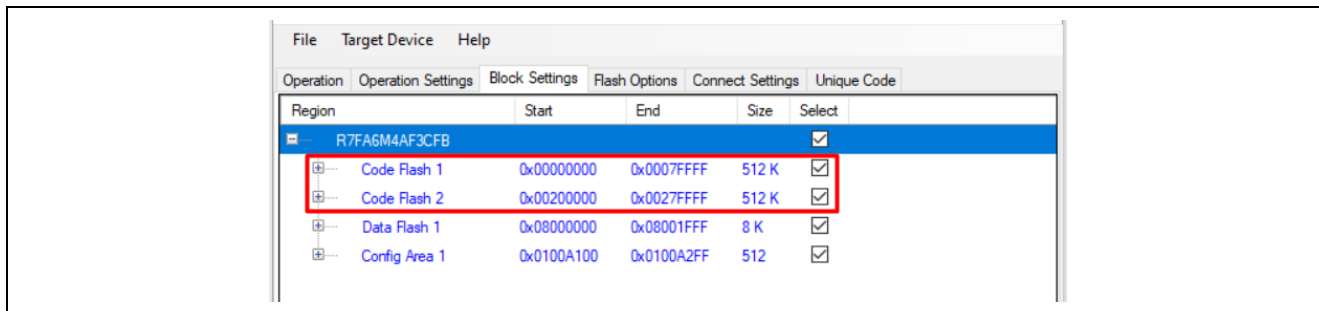 File Target Device Help
Operation Operation Settings Block Settings Flash Options Connect Settings Unique Code
Region Start End Size Select
R7FA6M4AF3CFB
Code Flash 1 0x00000000 0x0007FFFF 512 K
Code Flash 2 0x00200000 0x0027FFFF 512 K
Data Flash 1 0x08000000 0x08001FFF 8 K
Config Area 1 0x0100A100 0x0100A2FF 512